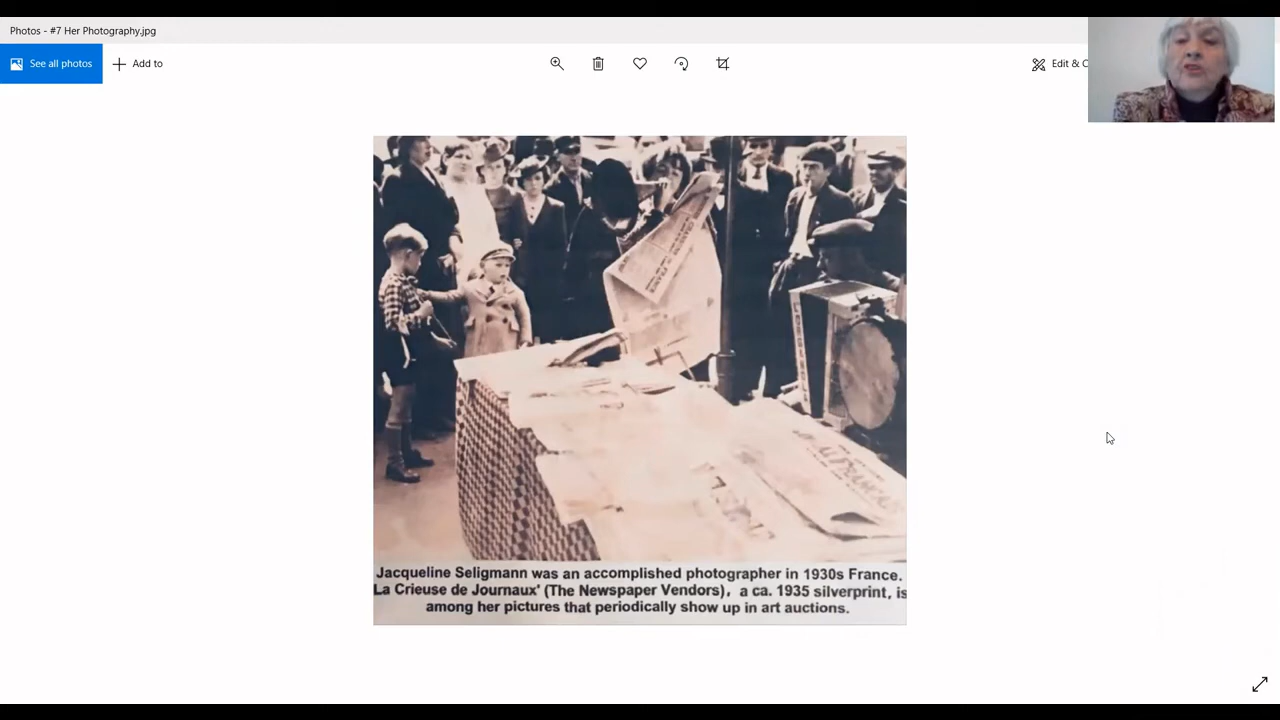 Photos - #7 Her Photography.jpg
See all photos
Add to
Edit & C
Jacqueline Seligmann was an accomplished photographer in 1930s France.
La Crieuse de Journaux' (The Newspaper Vendors), a ca. 1935 silverprint, is
among her pictures that periodically show up in art auctions.